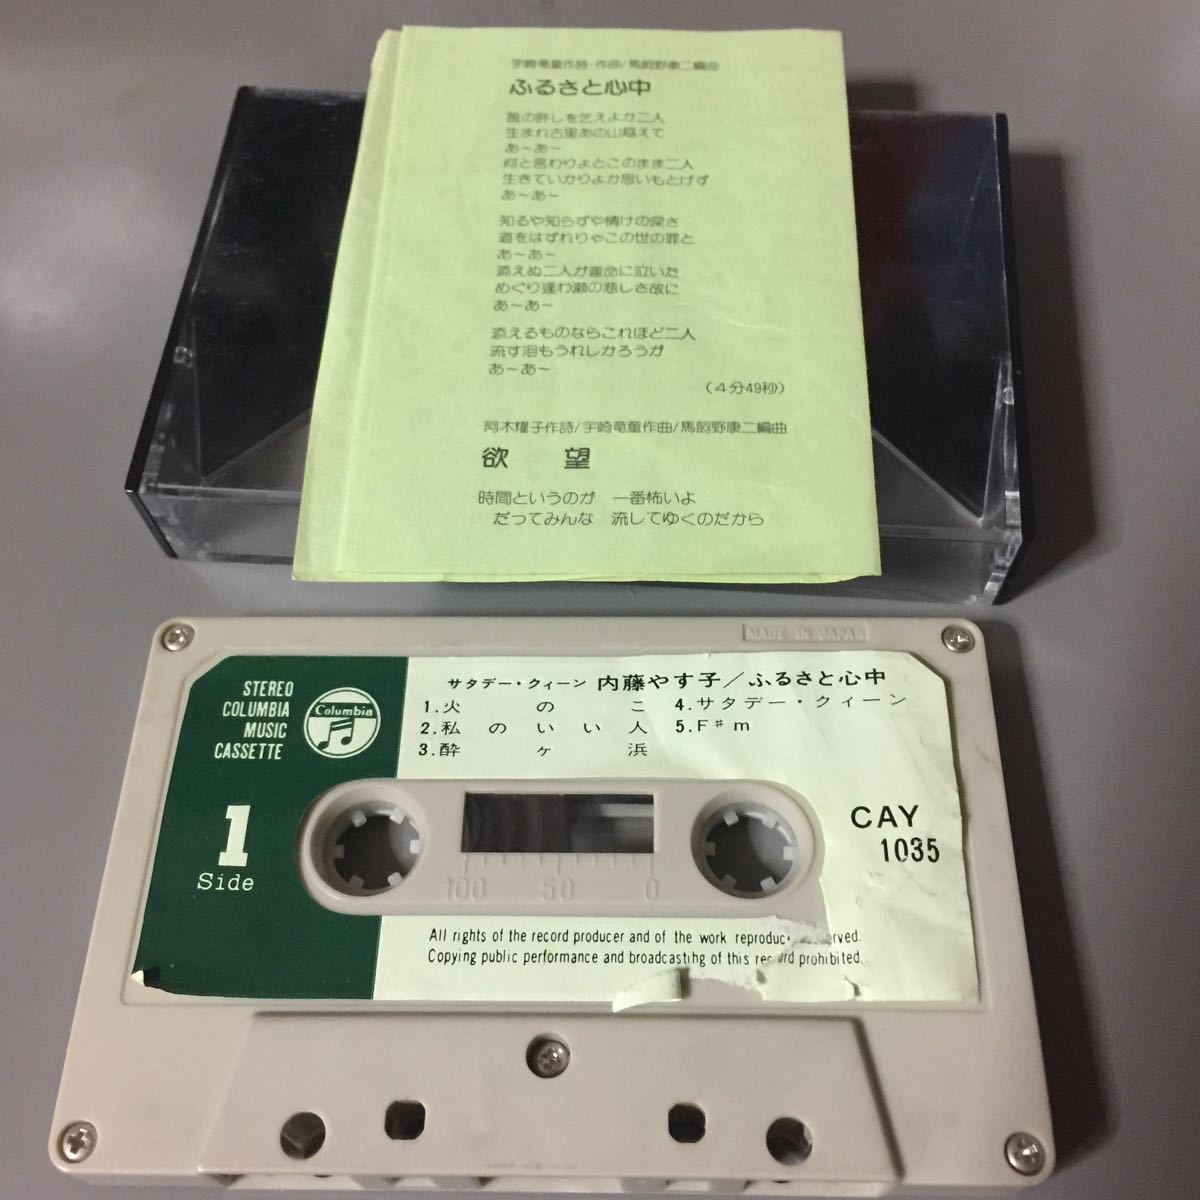 宇崎竜童作詩・作曲/馬飼野康二編曲
ふるさと心中
誰の許しを乞えよか二人
生まれ古里あの山越えて
あ〜あ〜
何と言わりよとこのまま二人
生きていかりよか思いもとげず
あ〜あ〜
知るや知らずや情けの深さ
道をはずれりゃこの世の罪と
あ〜あ〜
添えぬ二人が運命に泣いた
めぐり逢わ瀬の悲しさ故に
あ〜あ〜
添えるものならこれほど二人
流す泪もうれしかろうが
あ〜あ〜
(4分49秒)
阿木燿子作詩/宇崎竜童作曲/馬飼野康二編曲
欲 望
時間というのが 一番怖いよ
だってみんな 流してゆくのだから
MADE IN JAPAN
STEREO
COLUMBIA
MUSIC
CASSETTE
Columbia
サタデー・クィーン 内藤やす子/ふるさと心中
1.火のこ 4.サタデー・クィーン
2.私のいい人 5.F♯m
3.酔ヶ浜
1
Side
CAY
1035
100 50 0
All rights of the record producer and of the work reproduc erved.
Copying public performance and broadcasting of this record prohibited.